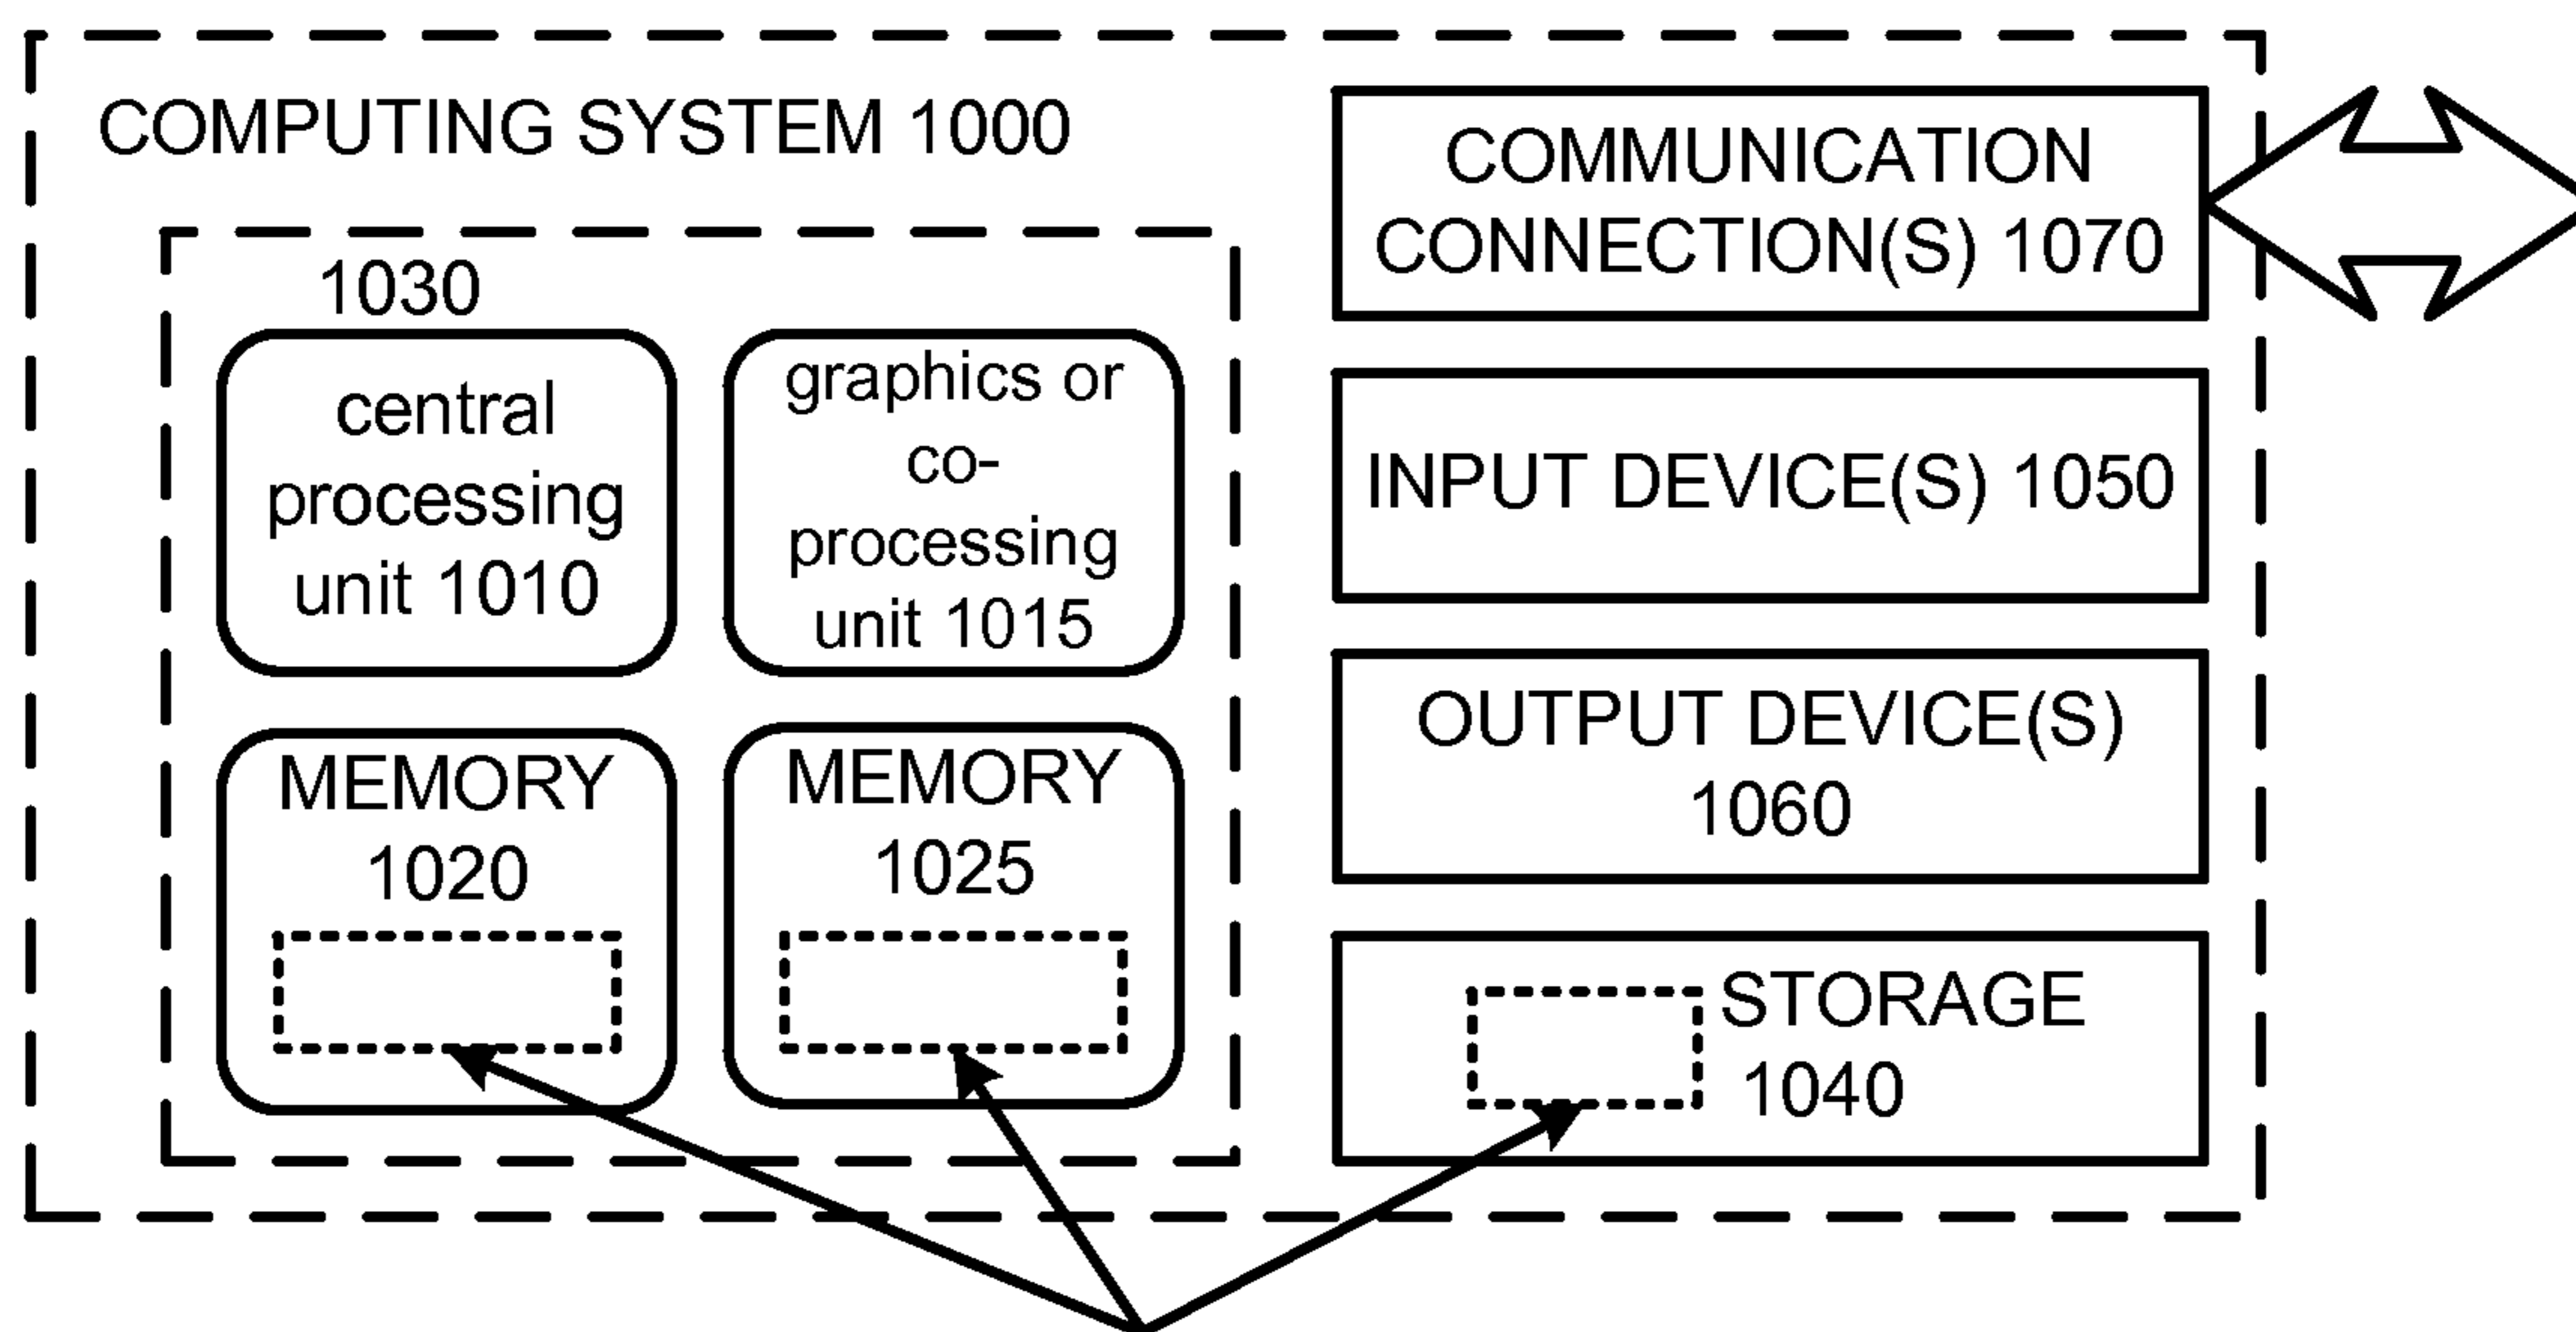 COMPUTING SYSTEM 1000
1030
central
processing
unit 1010
graphics or
co-
processing
unit 1015
MEMORY
1020
MEMORY
1025
COMMUNICATION
CONNECTION(S) 1070
INPUT DEVICE(S) 1050
OUTPUT DEVICE(S)
1060
STORAGE
1040